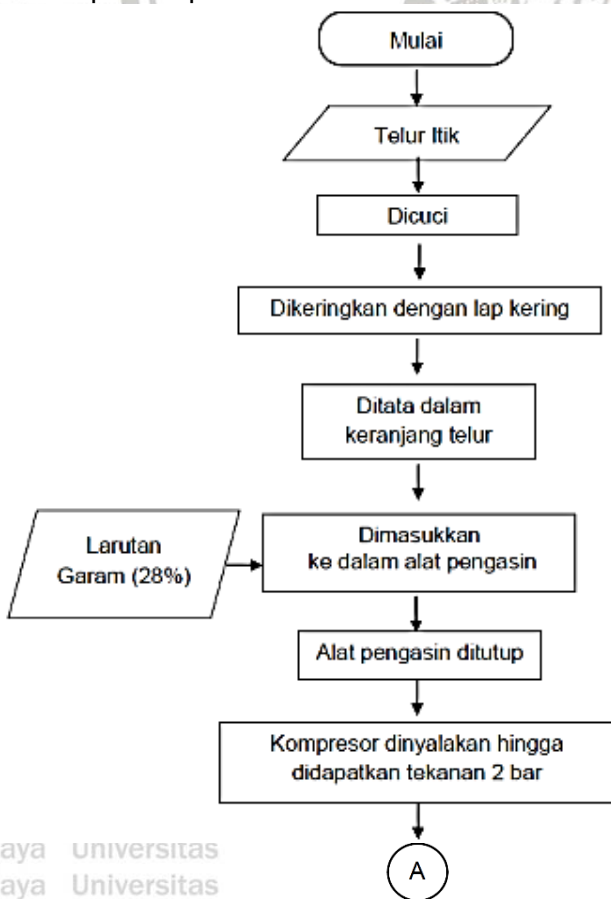 Mulai
Telur Itik
Dicuci
Dikeringkan dengan lap kering
Ditata dalam
keranjang telur
Larutan
Garam (28%)
Dimasukkan
ke dalam alat pengasin
Alat pengasin ditutup
Kompresor dinyalakan hingga
didapatkan tekanan 2 bar
A
aya Universitas
aya Universitas